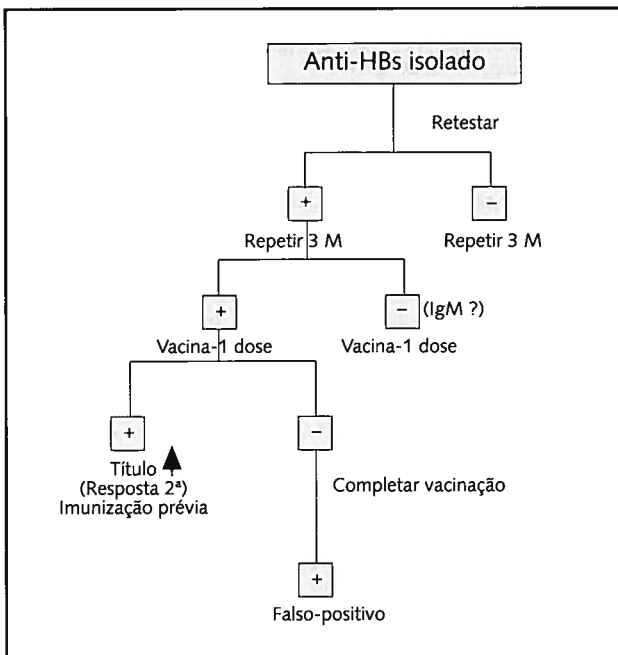 Anti-HBs isolado
Retestar
+
−
Repetir 3 M
Repetir 3 M
+
− (IgM ?)
Vacina-1 dose
Vacina-1 dose
+
−
Título
(Resposta 2ª)
Imunização prévia
Completar vacinação
+
Falso-positivo